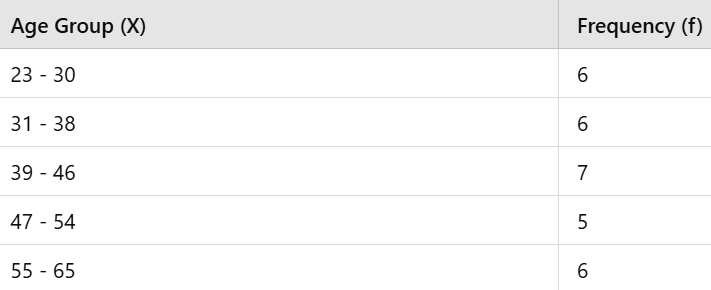 Age Group (X) Frequency (f)
23 - 30 6
31 - 38 6
39 - 46 7
47 - 54 5
55 - 65 6